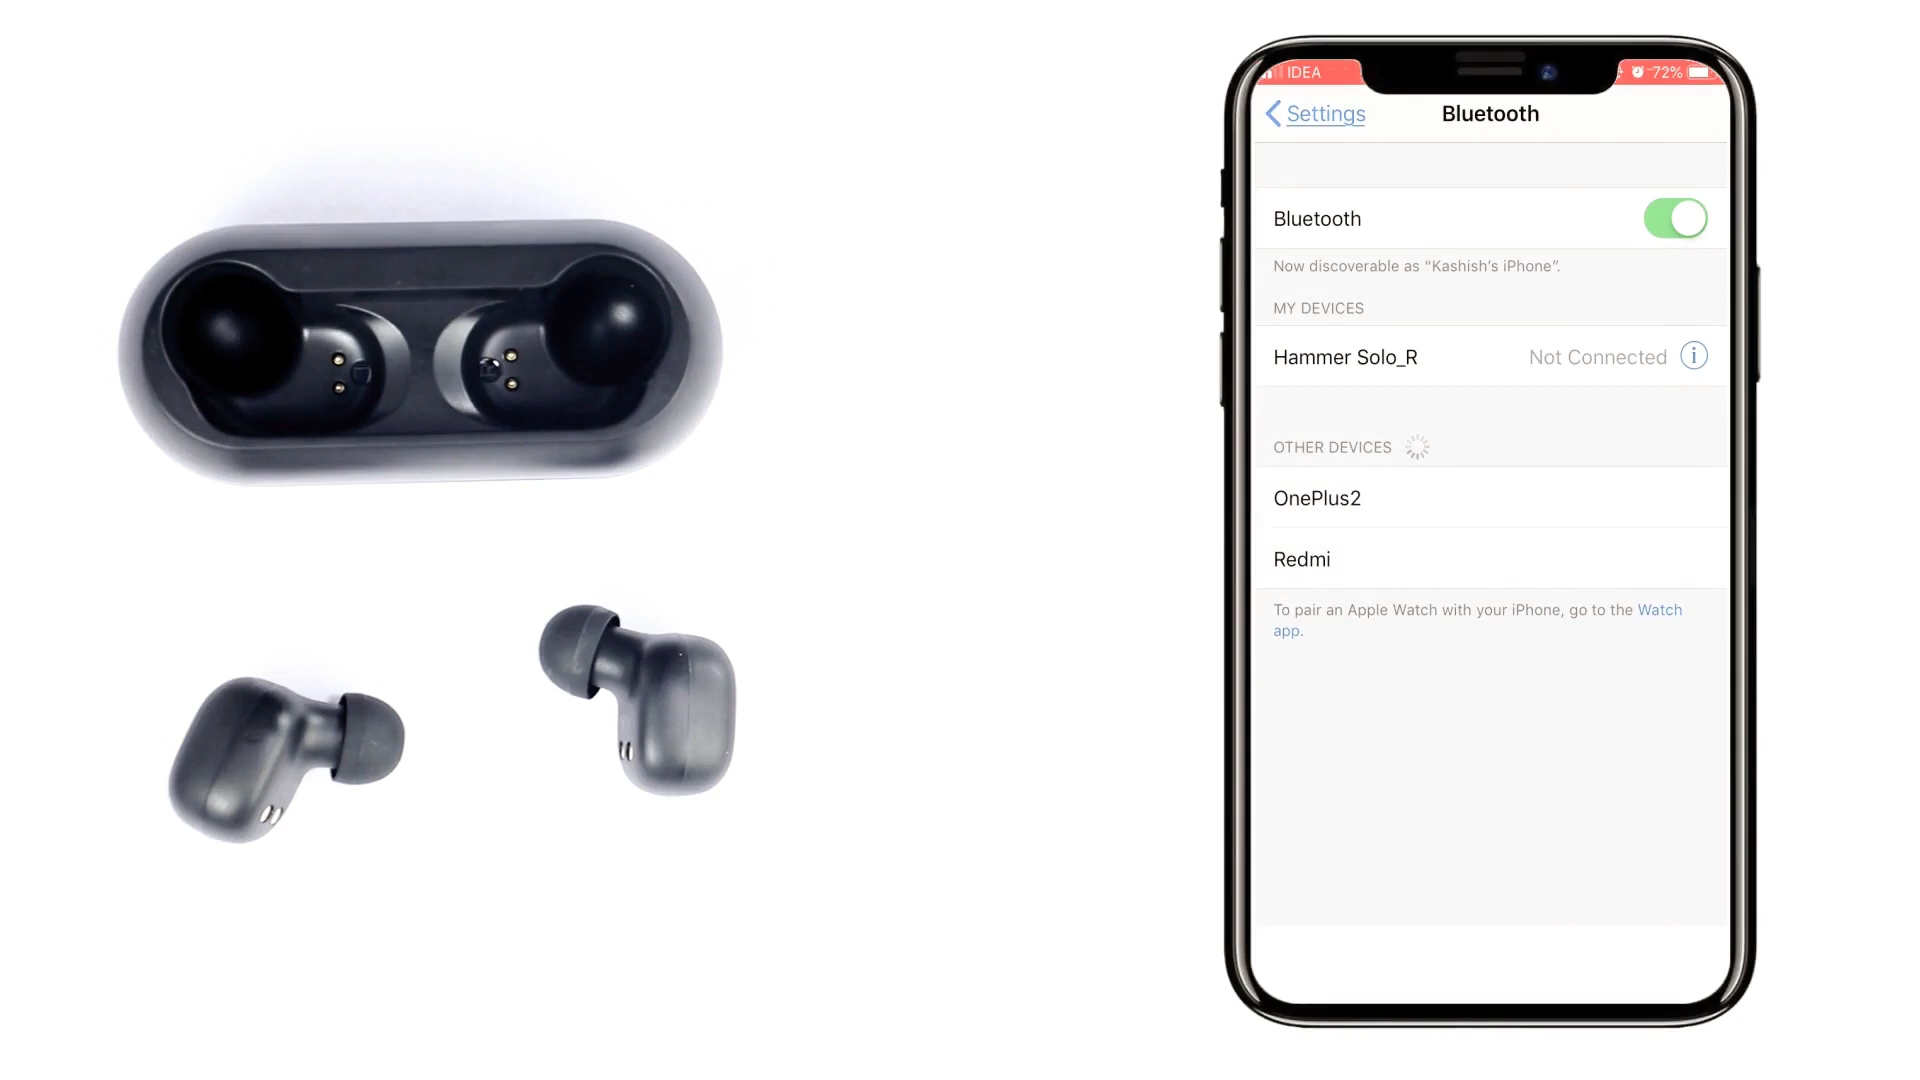 IDEA
72%
Settings
Bluetooth
Bluetooth
Now discoverable as “Kashish’s iPhone”.
MY DEVICES
Hammer Solo_R
Not Connected
OTHER DEVICES
OnePlus2
Redmi
To pair an Apple Watch with your iPhone, go to the Watch
app.
R